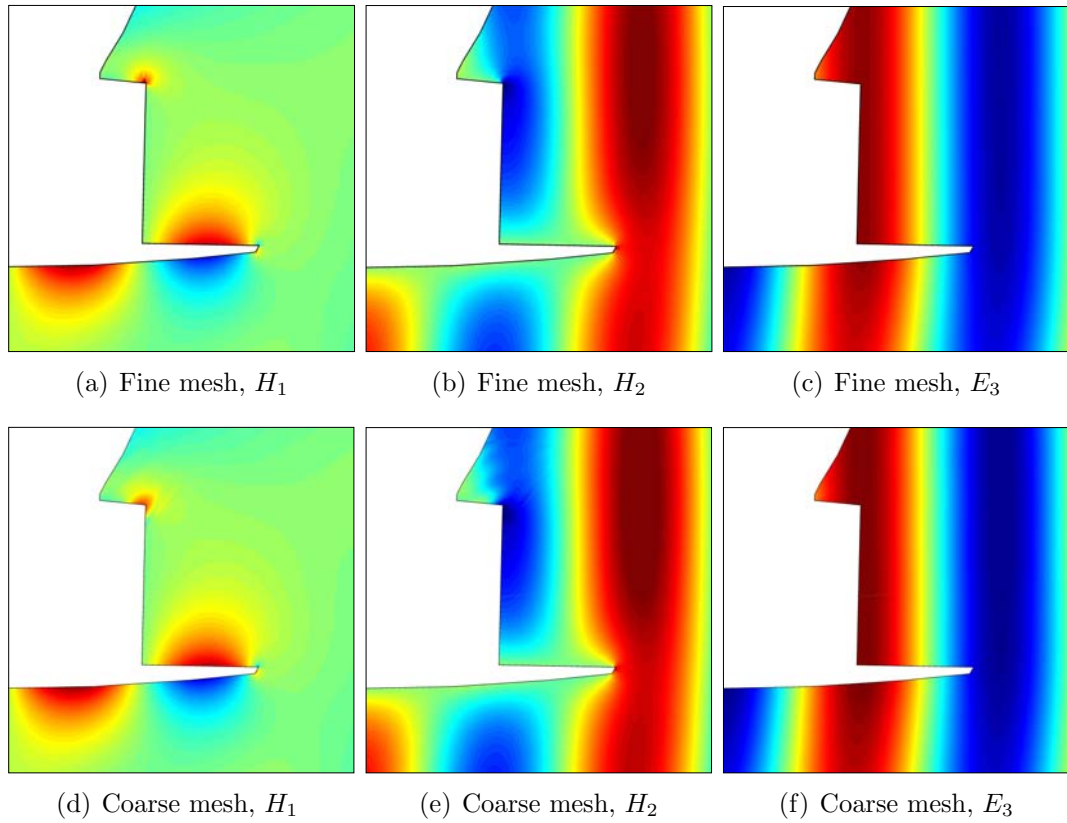 (a) Fine mesh, H₁
(b) Fine mesh, H₂
(c) Fine mesh, E₃
(d) Coarse mesh, H₁
(e) Coarse mesh, H₂
(f) Coarse mesh, E₃